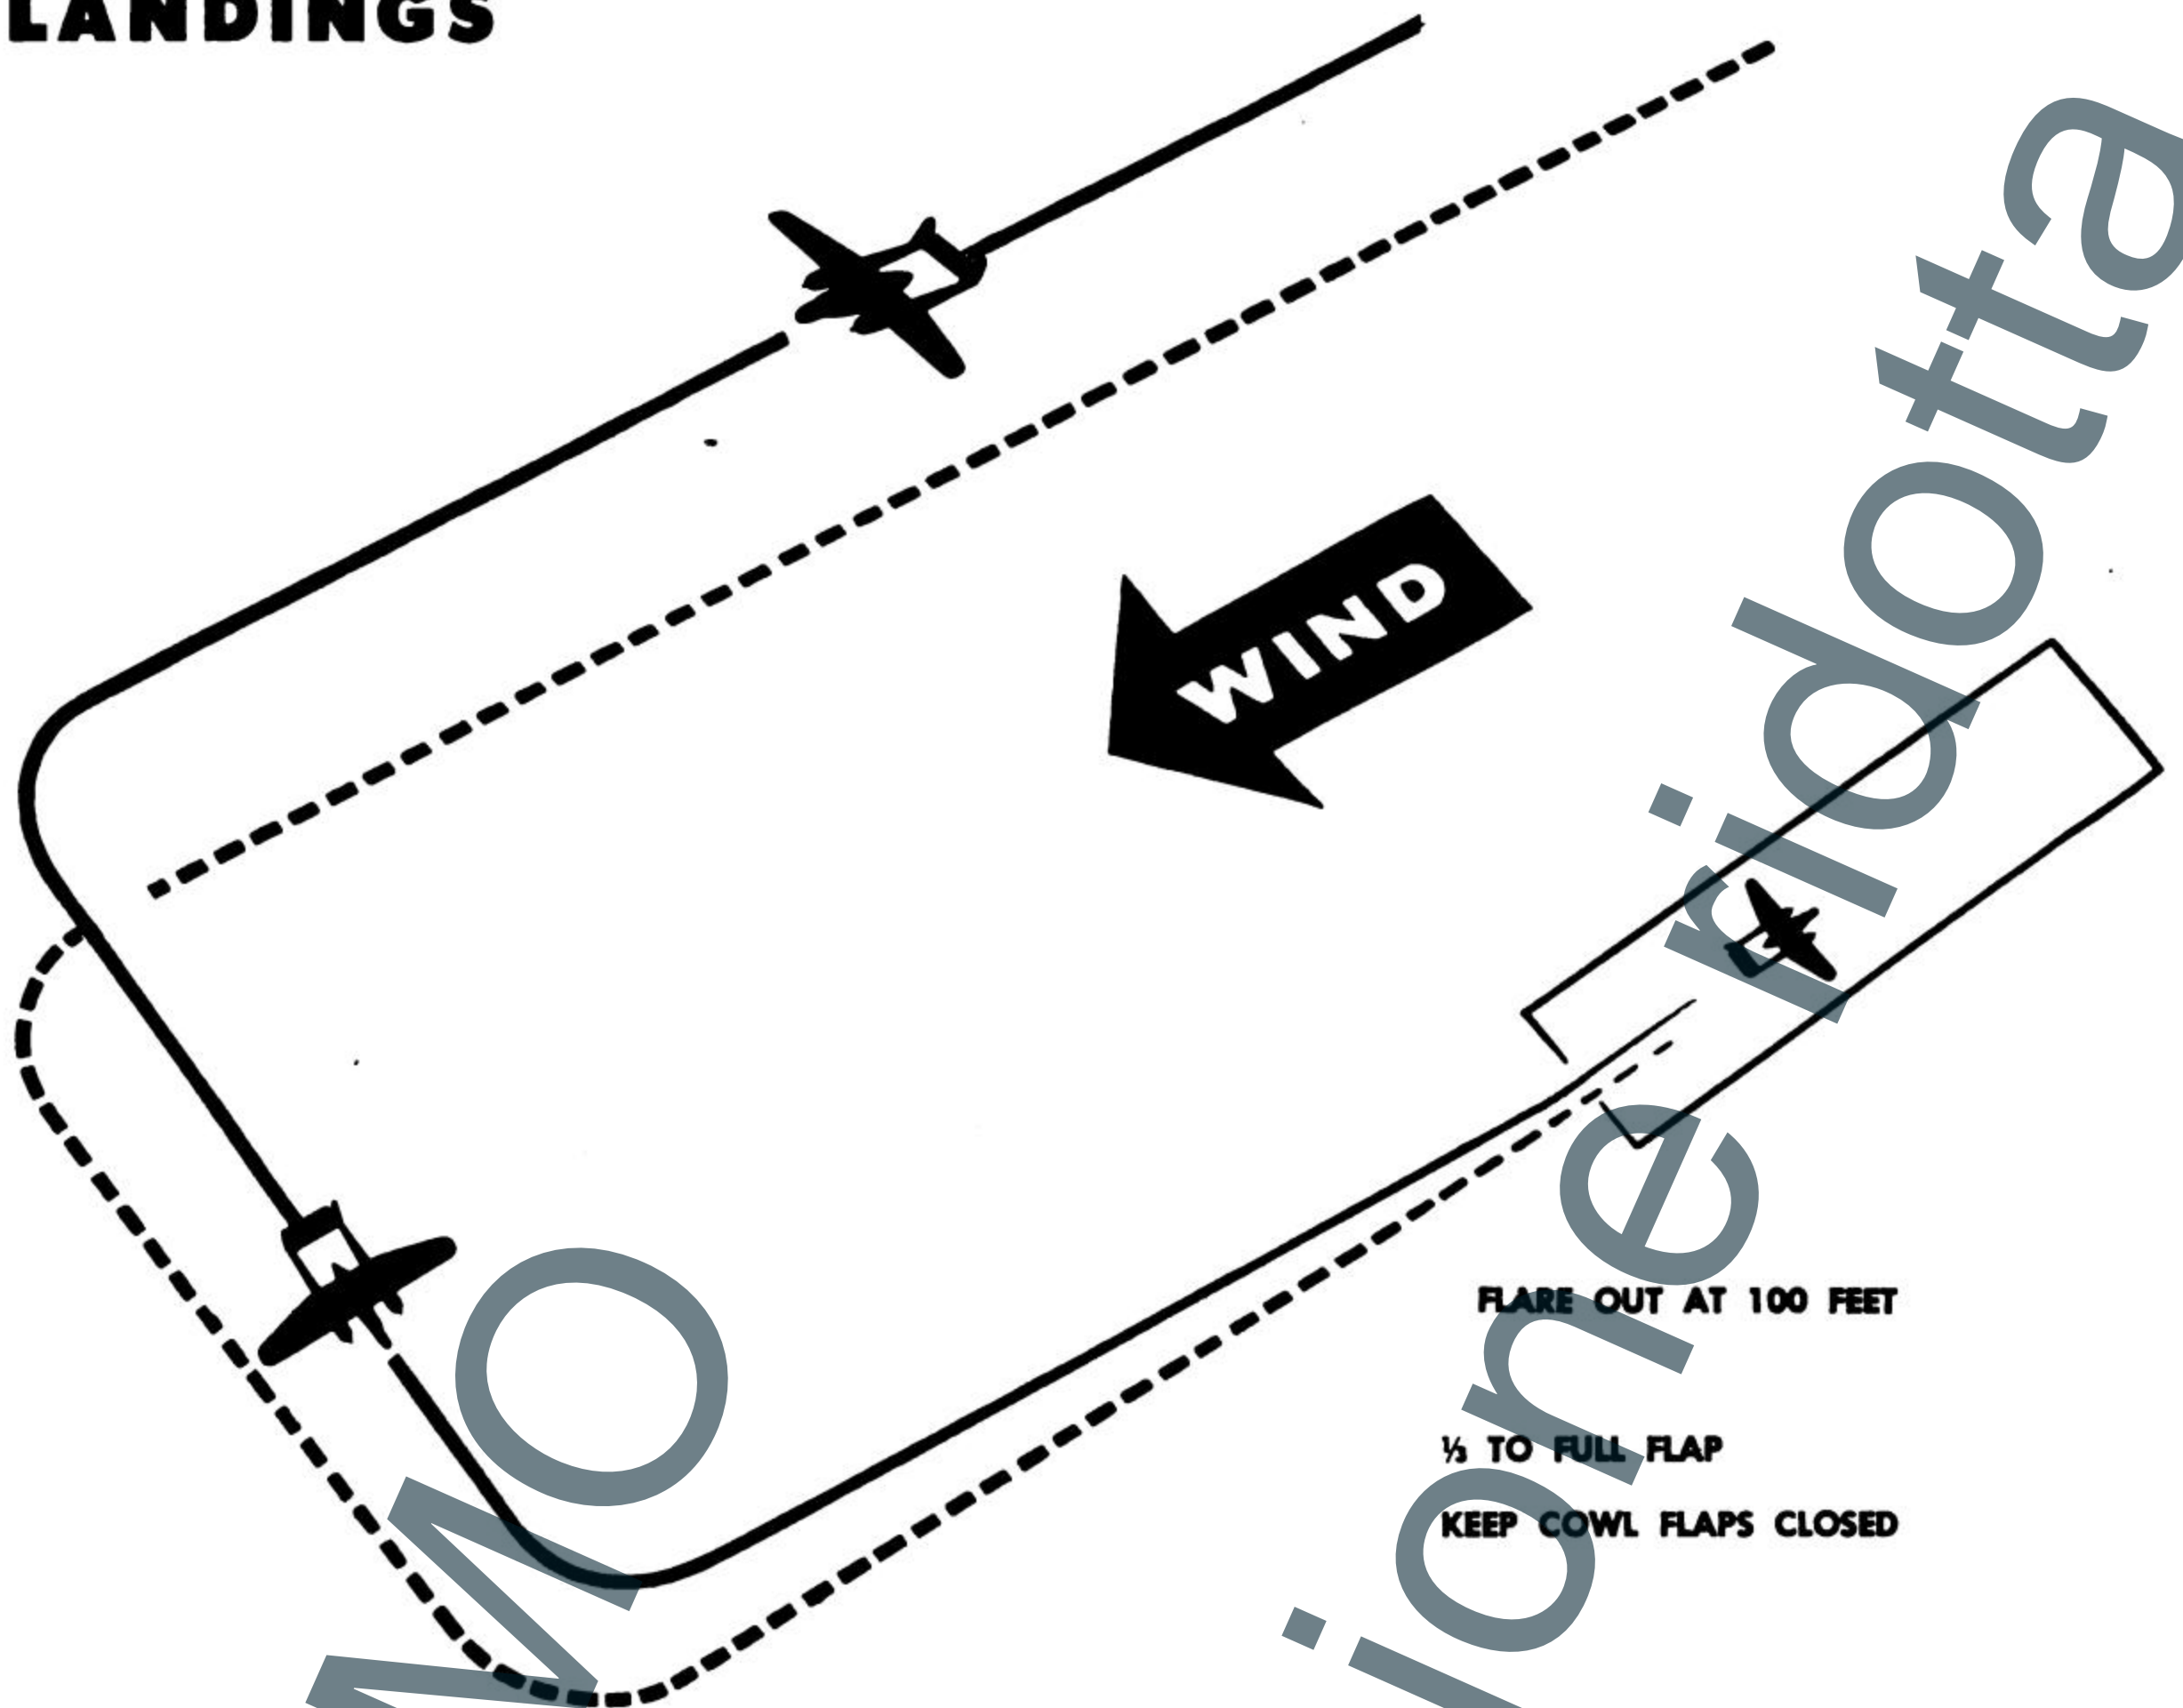 LANDINGS
WIND
FLARE OUT AT 100 FEET
⅓ TO FULL FLAP
KEEP COWL FLAPS CLOSED
ione ridotta
MO